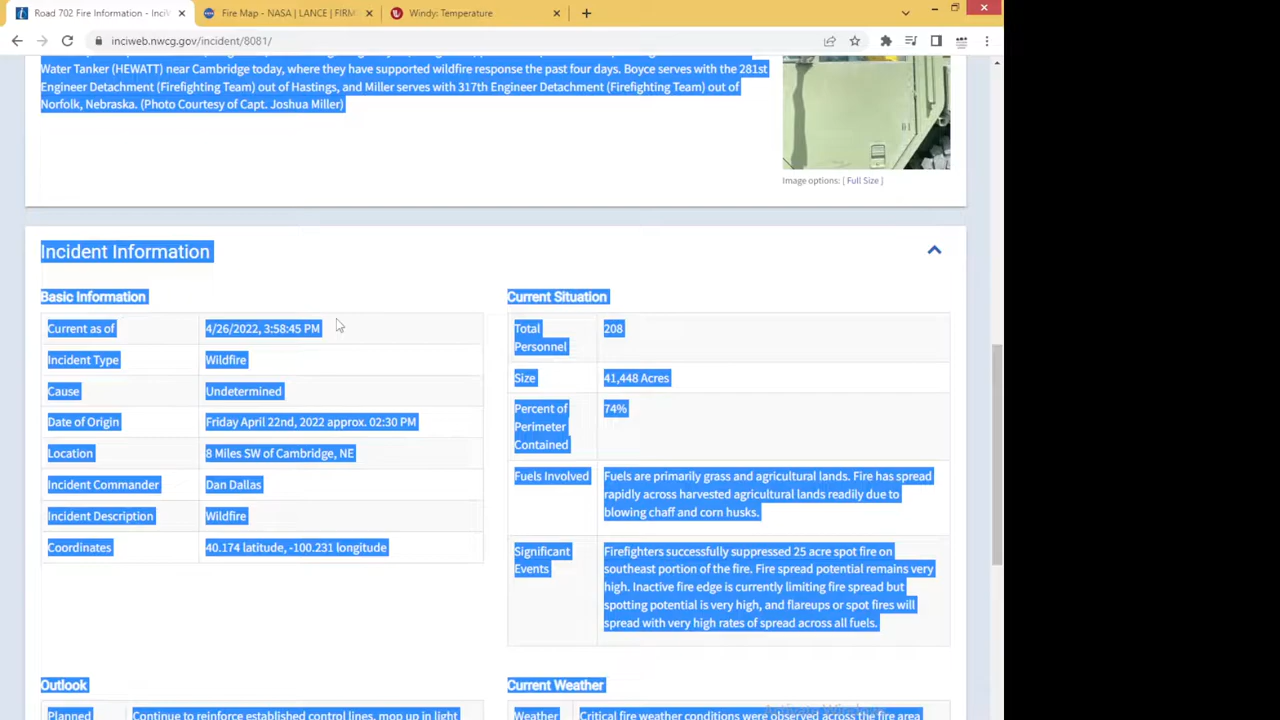 Road 702 Fire Information - Inci
Fire Map - NASA | LANCE | FIRM
Windy: Temperature
inciweb.nwcg.gov/incident/8081/
Water Tanker (HEWATT) near Cambridge today, where they have supported wildfire response the past four days. Boyce serves with the 281st
Engineer Detachment (Firefighting Team) out of Hastings, and Miller serves with 317th Engineer Detachment (Firefighting Team) out of
Norfolk, Nebraska. (Photo Courtesy of Capt. Joshua Miller)
Image options: [ Full Size ]
Incident Information
Basic Information
Current as of 4/26/2022, 3:58:45 PM
Incident Type Wildfire
Cause Undetermined
Date of Origin Friday April 22nd, 2022 approx. 02:30 PM
Location 8 Miles SW of Cambridge, NE
Incident Commander Dan Dallas
Incident Description Wildfire
Coordinates 40.174 latitude, -100.231 longitude
Current Situation
Total 208
Personnel
Size 41,448 Acres
Percent of 74%
Perimeter
Contained
Fuels Involved Fuels are primarily grass and agricultural lands. Fire has spread
rapidly across harvested agricultural lands readily due to
blowing chaff and corn husks.
Significant Firefighters successfully suppressed 25 acre spot fire on
Events southeast portion of the fire. Fire spread potential remains very
high. Inactive fire edge is currently limiting fire spread but
spotting potential is very high, and flareups or spot fires will
spread with very high rates of spread across all fuels.
Outlook
Planned Continue to reinforce established control lines, mop up in light
Current Weather
Weather Critical fire weather conditions were observed across the fire area